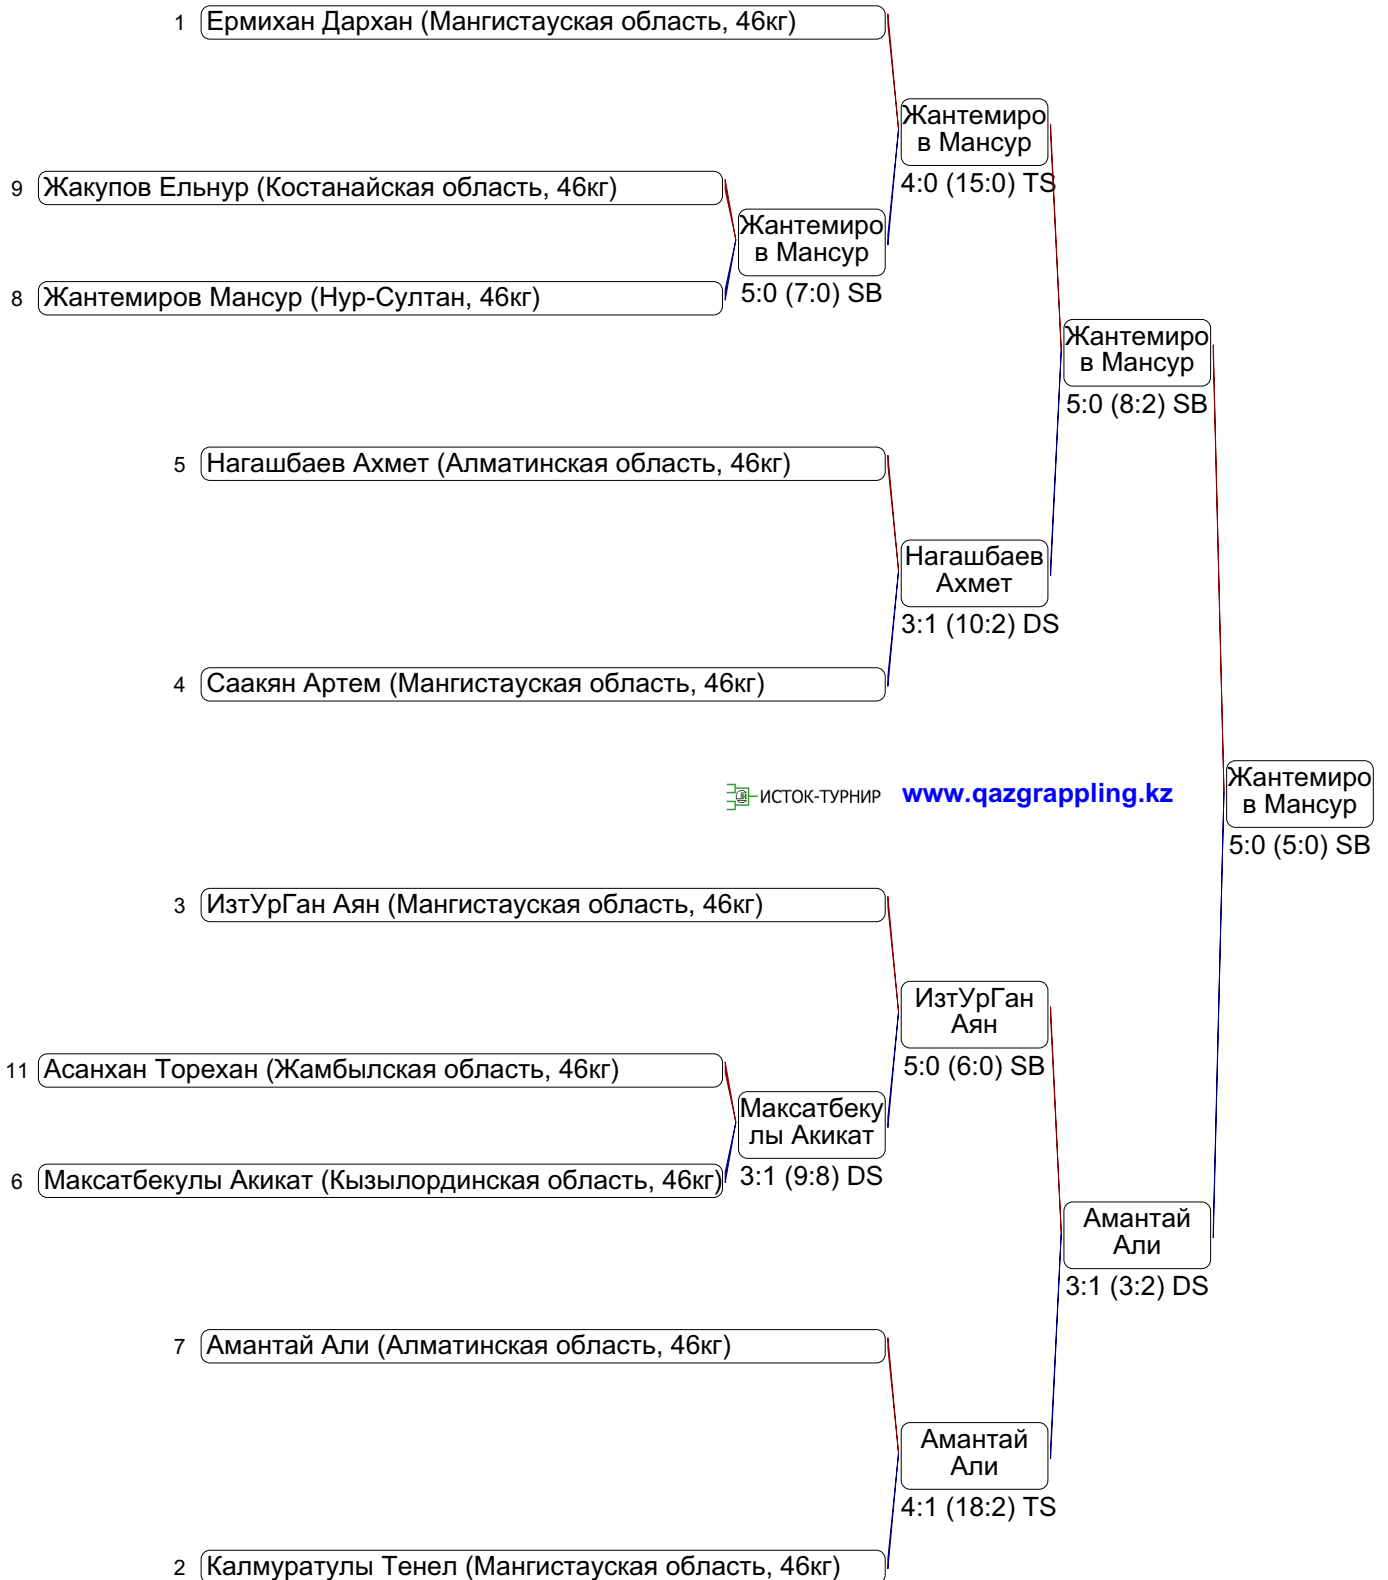 1 Ермихан Дархан (Мангистауская область, 46кг)
Жантемиро
в Мансур
4:0 (15:0) TS
9 Жакупов Ельнур (Костанайская область, 46кг)
Жантемиро
в Мансур
5:0 (7:0) SB
8 Жантемиров Мансур (Нур-Султан, 46кг)
Жантемиро
в Мансур
5:0 (8:2) SB
5 Нагашбаев Ахмет (Алматинская область, 46кг)
Нагашбаев
Ахмет
3:1 (10:2) DS
4 Саакян Артем (Мангистауская область, 46кг)
ИСТОК-ТУРНИР www.qazgrappling.kz
Жантемиро
в Мансур
5:0 (5:0) SB
3 ИзтУрГан Аян (Мангистауская область, 46кг)
ИзтУрГан
Аян
5:0 (6:0) SB
11 Асанхан Торехан (Жамбылская область, 46кг)
Максатбеку
лы Акикат
3:1 (9:8) DS
6 Максатбекулы Акикат (Кызылординская область, 46кг)
Амантай
Али
3:1 (3:2) DS
7 Амантай Али (Алматинская область, 46кг)
Амантай
Али
4:1 (18:2) TS
2 Калмуратулы Тенел (Мангистауская область, 46кг)